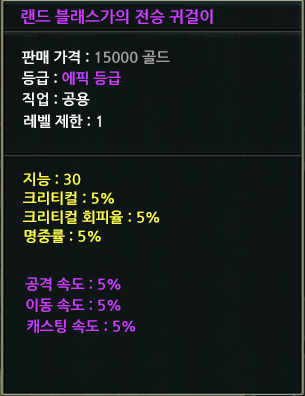 랜드 블래스가의 전승 귀걸이
판매 가격 : 15000 골드
등급 : 에픽 등급
직업 : 공용
레벨 제한 : 1
지능 : 30
크리티컬 : 5%
크리티컬 회피율 : 5%
명중률 : 5%
공격 속도 : 5%
이동 속도 : 5%
캐스팅 속도 : 5%